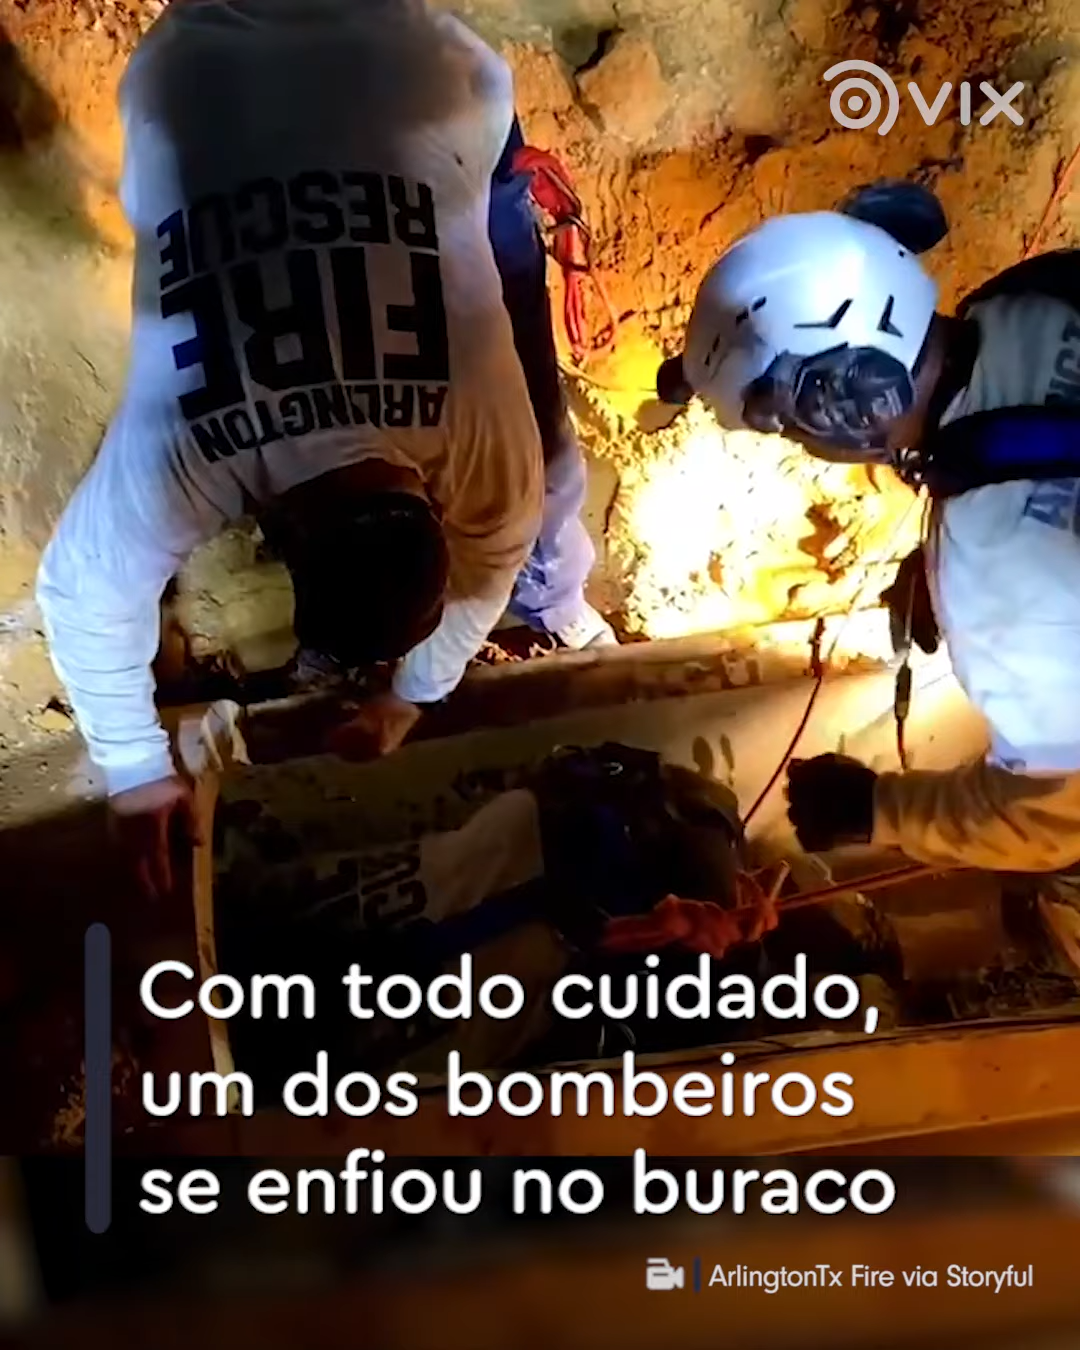 VIX
RESCUE
FIRE
ARLINGTON
Com todo cuidado,
um dos bombeiros
se enfiou no buraco
ArlingtonTx Fire via Storyful